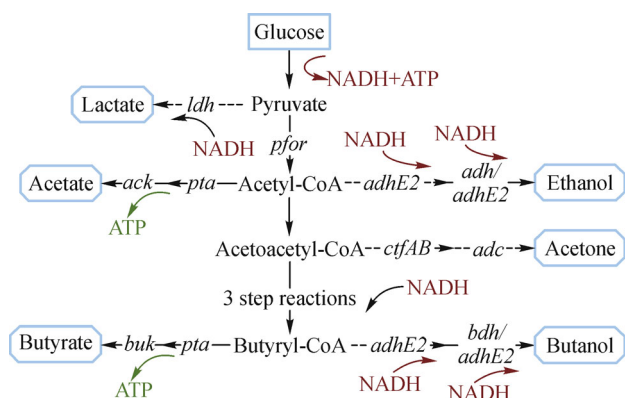 Glucose
NADH+ATP
Lactate ldh Pyruvate
NADH
pfor
NADH
NADH
Acetate ack pta Acetyl-CoA adhE2 adh/
adhE2 Ethanol
ATP
Acetoacetyl-CoA ctfAB adc Acetone
3 step reactions
NADH
Butyrate buk pta Butyryl-CoA adhE2 bdh/
adhE2 Butanol
ATP
NADH
NADH